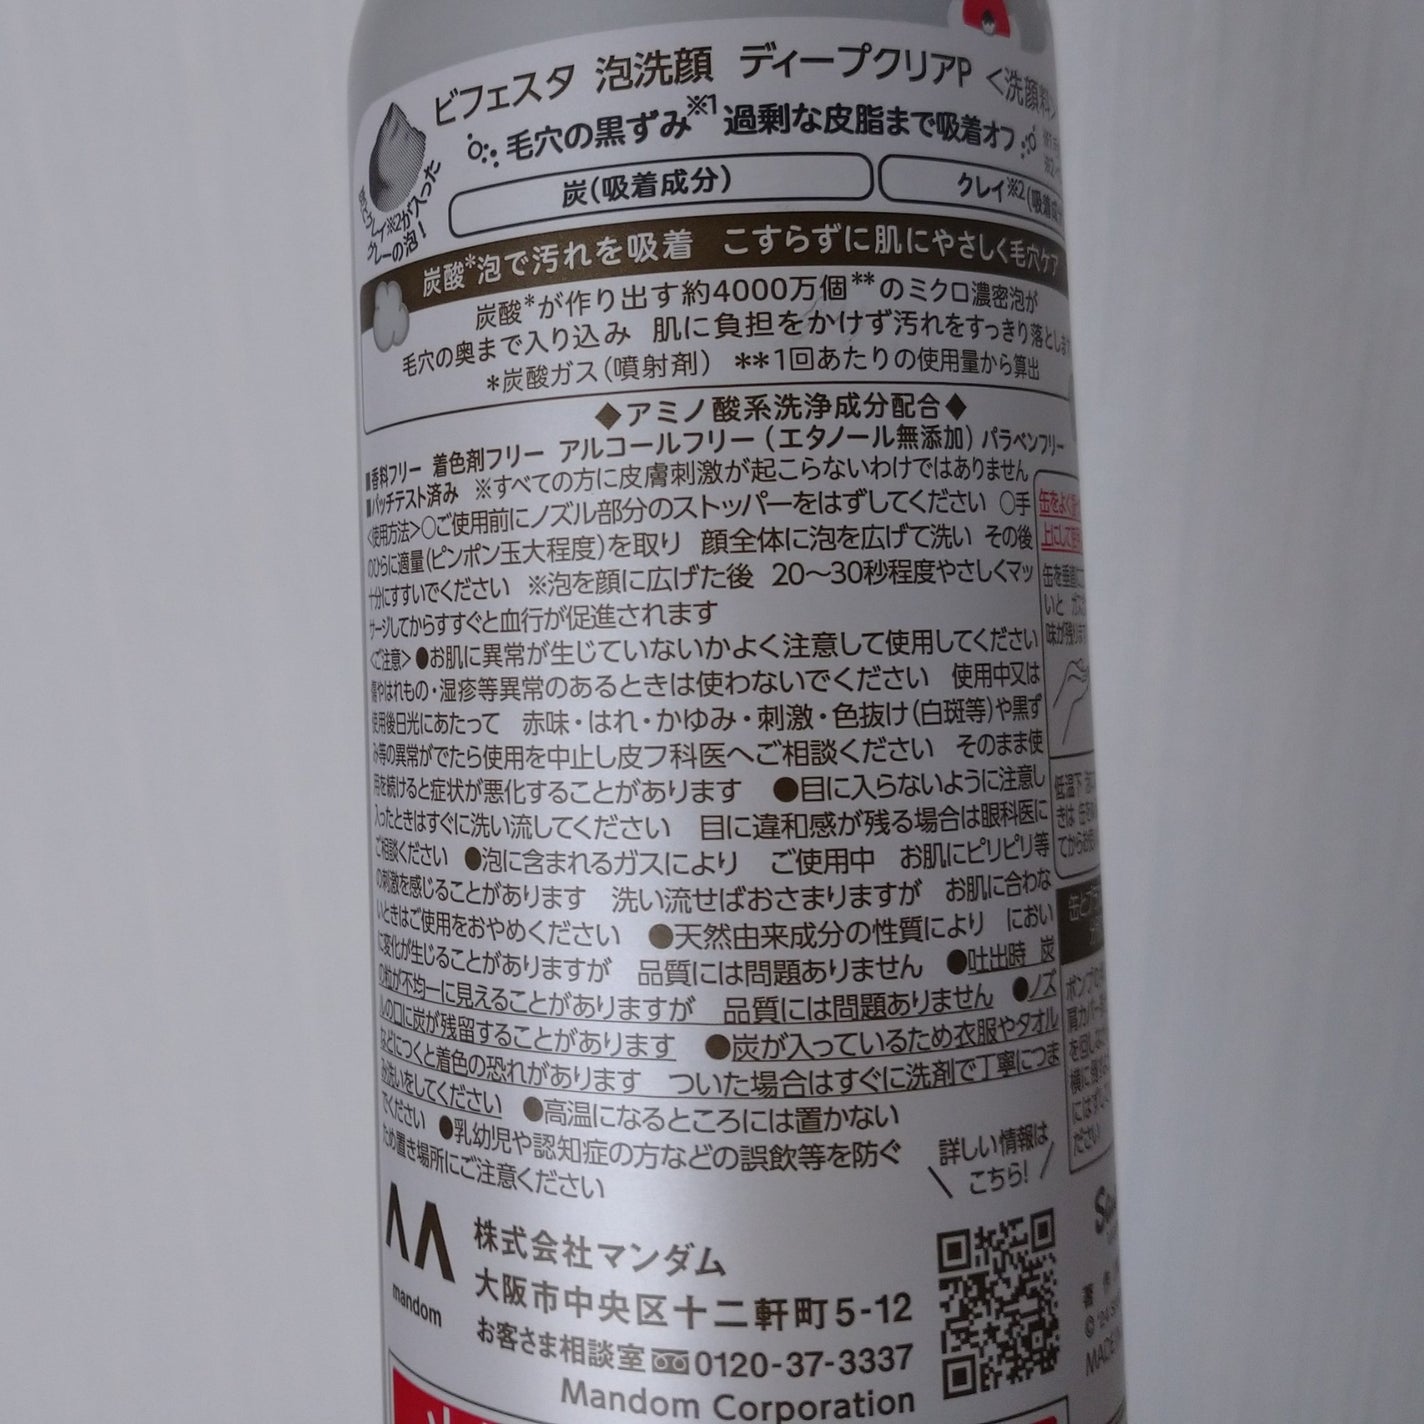 ビフェスタ 泡洗顔 ディープクリアP <洗顔料>
毛穴の黒ずみ※1 過剰な皮脂まで吸着オフ
炭(吸着成分)
クレイ※2(吸着成分
炭酸*泡で汚れを吸着 こすらずに肌にやさしく毛穴ケア
炭酸*が作り出す約4000万個**のミクロ濃密泡が
毛穴の奥まで入り込み 肌に負担をかけず汚れをすっきり落とします
*炭酸ガス(噴射剤) **1回あたりの使用量から算出
◆アミノ酸系洗浄成分配合◆
■香料フリー 着色剤フリー アルコールフリー(エタノール無添加) パラベンフリー
■パッチテスト済み ※すべての方に皮膚刺激が起こらないわけではありません
<使用方法>○ご使用前にノズル部分のストッパーをはずしてください ○手
のひらに適量(ピンポン玉大程度)を取り 顔全体に泡を広げて洗い その後
十分にすすいでください ※泡を顔に広げた後 20〜30秒程度やさしくマッ
サージしてからすすぐと血行が促進されます
<ご注意>●お肌に異常が生じていないかよく注意して使用してください
傷やはれもの・湿疹等異常のあるときは使わないでください 使用中又は
使用後日光にあたって 赤味・はれ・かゆみ・刺激・色抜け(白斑等)や黒ず
み等の異常がでたら使用を中止し皮フ科医へご相談ください そのまま使
用を続けると症状が悪化することがあります ●目に入らないように注意し
入ったときはすぐに洗い流してください 目に違和感が残る場合は眼科医に
ご相談ください ●泡に含まれるガスにより ご使用中 お肌にピリピリ等
の刺激を感じることがあります 洗い流せばおさまりますが お肌に合わな
いときはご使用をおやめください ●天然由来成分の性質により におい
に変化が生じることがありますが 品質には問題ありません ●吐出時 炭
の粒が不均一に見えることがありますが 品質には問題ありません ●ノズ
ルの口に炭が残留することがあります ●炭が入っているため衣服やタオル
などにつくと着色の恐れがあります ついた場合はすぐに洗剤で丁寧につま
み洗いをしてください ●高温になるところには置かない
でください ●乳幼児や認知症の方などの誤飲等を防ぐ
ため置き場所にご注意ください
詳しい情報は
こちら!
mandom
株式会社マンダム
大阪市中央区十二軒町5-12
お客さま相談室 0120-37-3337
Mandom Corporation